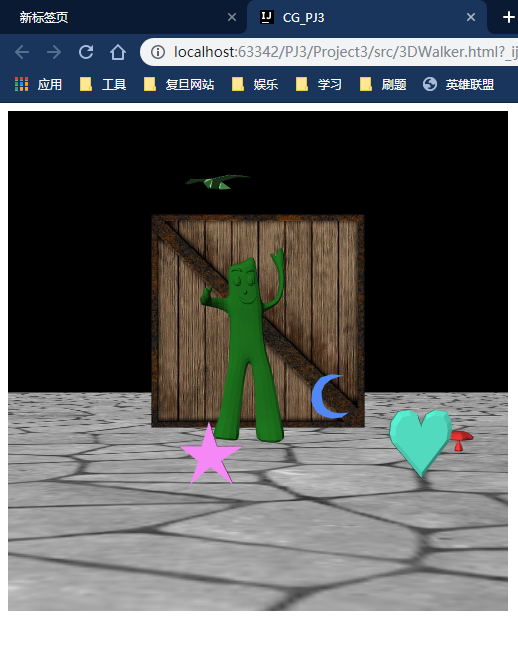 新标签页
CG_PJ3
localhost:63342/PJ3/Project3/src/3DWalker.html?_ij
应用 工具 复旦网站 娱乐 学习 刷题 英雄联盟